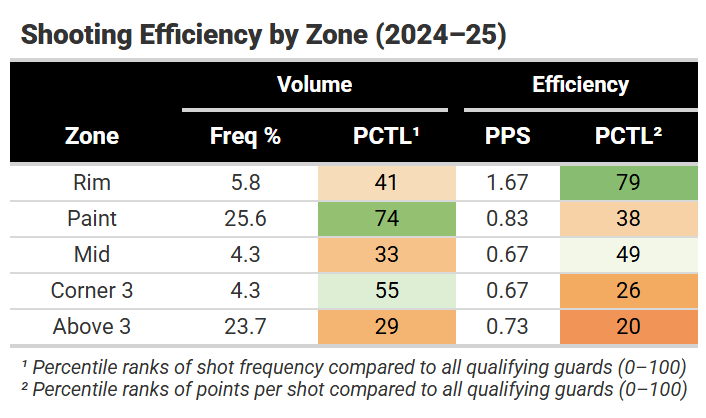 Shooting Efficiency by Zone (2024–25)
Volume Efficiency
Zone Freq % PCTL¹ PPS PCTL²
Rim 5.8 41 1.67 79
Paint 25.6 74 0.83 38
Mid 4.3 33 0.67 49
Corner 3 4.3 55 0.67 26
Above 3 23.7 29 0.73 20
¹ Percentile ranks of shot frequency compared to all qualifying guards (0–100)
² Percentile ranks of points per shot compared to all qualifying guards (0–100)